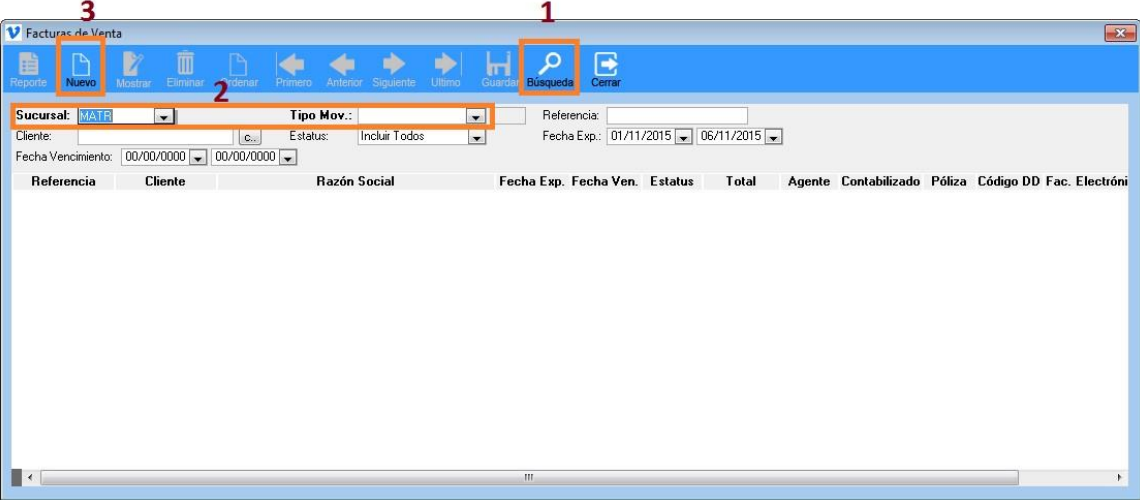 3 1
Facturas de Venta
Reporte Nuevo Mostrar Eliminar Ordenar Primero Anterior Siguiente Ultimo Guardar Búsqueda Cerrar
2
Sucursal: MATR Tipo Mov.: Referencia:
Cliente: c... Estatus: Incluir Todos Fecha Exp.: 01/11/2015 06/11/2015
Fecha Vencimiento: 00/00/0000 00/00/0000
Referencia Cliente Razón Social Fecha Exp. Fecha Ven. Estatus Total Agente Contabilizado Póliza Código DD Fac. Electróni